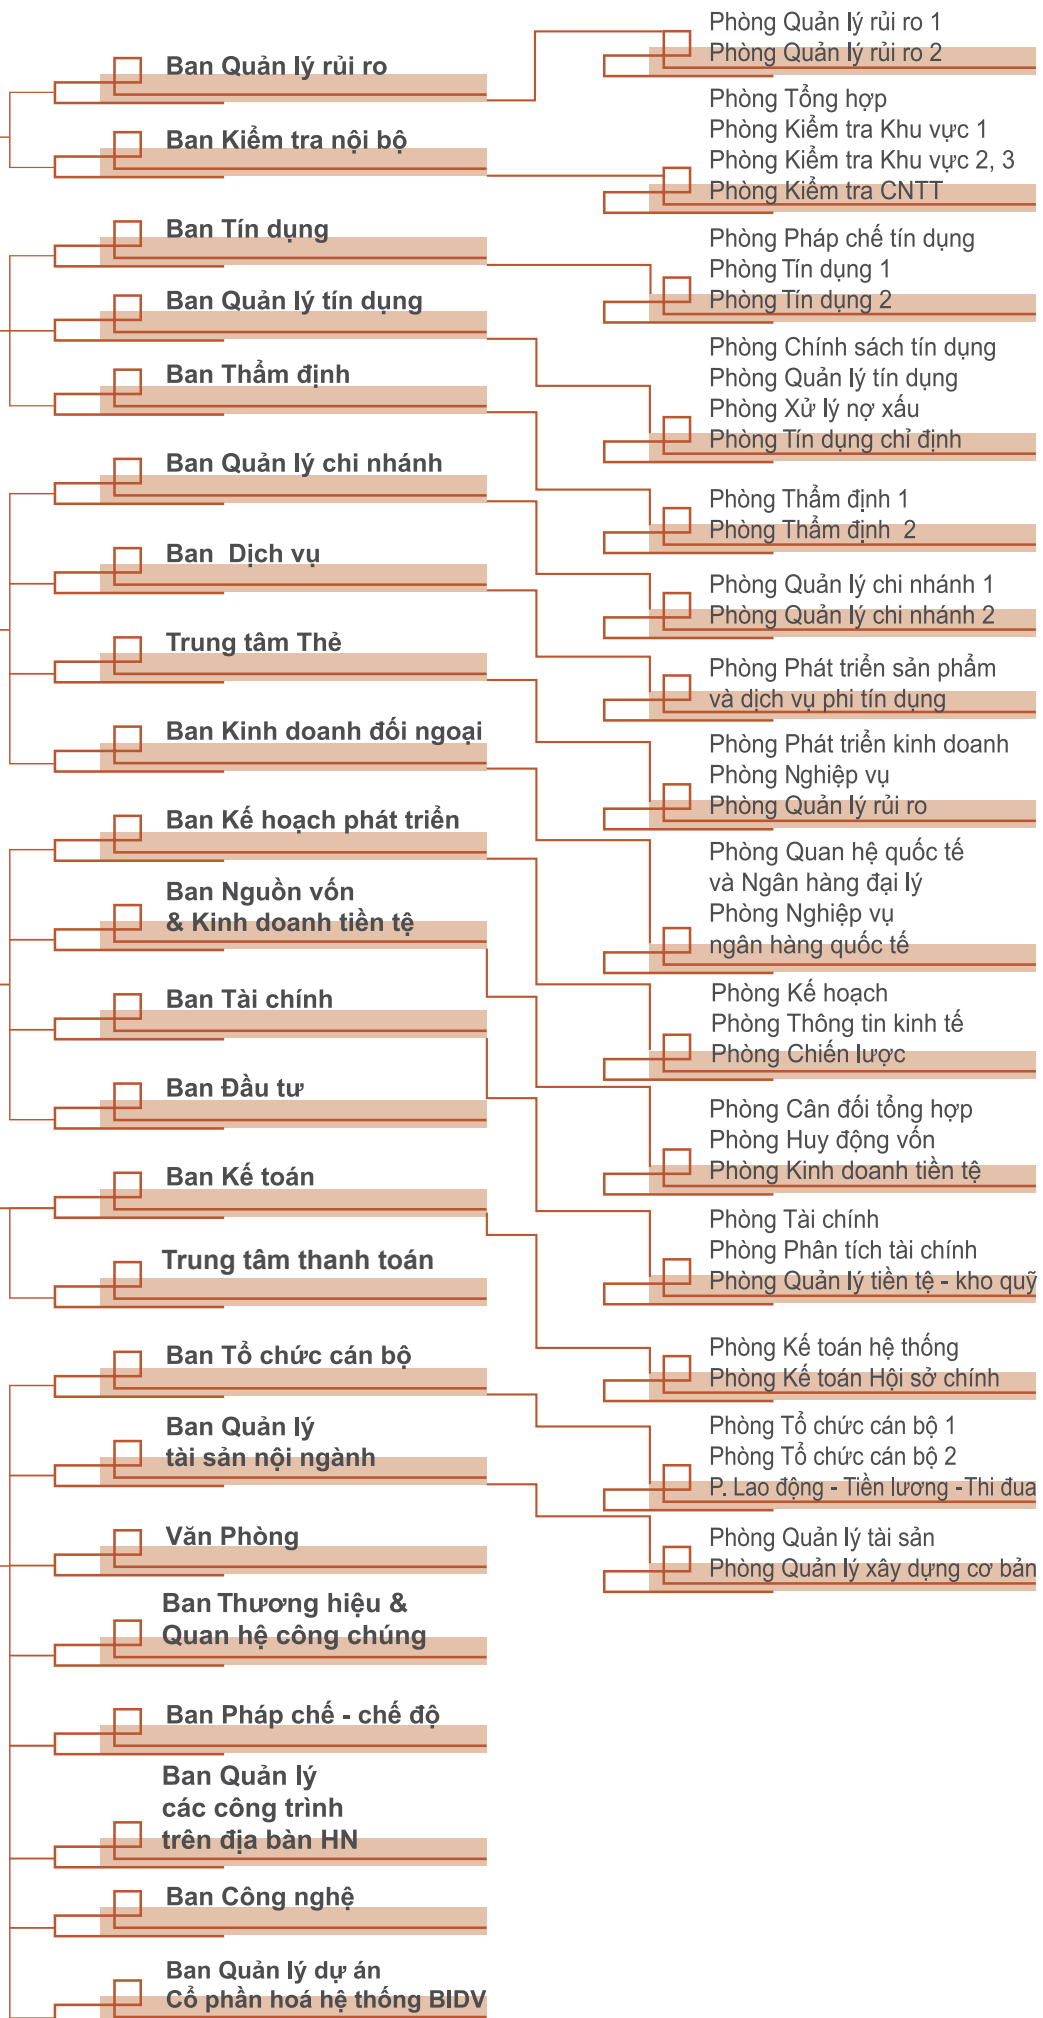 Ban Quản lý rủi ro
Ban Kiểm tra nội bộ
Ban Tín dụng
Ban Quản lý tín dụng
Ban Thẩm định
Ban Quản lý chi nhánh
Ban Dịch vụ
Trung tâm Thẻ
Ban Kinh doanh đối ngoại
Ban Kế hoạch phát triển
Ban Nguồn vốn
& Kinh doanh tiền tệ
Ban Tài chính
Ban Đầu tư
Ban Kế toán
Trung tâm thanh toán
Ban Tổ chức cán bộ
Ban Quản lý
tài sản nội ngành
Văn Phòng
Ban Thương hiệu &
Quan hệ công chúng
Ban Pháp chế - chế độ
Ban Quản lý
các công trình
trên địa bàn HN
Ban Công nghệ
Ban Quản lý dự án
Cổ phần hoá hệ thống BIDV
Phòng Quản lý rủi ro 1
Phòng Quản lý rủi ro 2
Phòng Tổng hợp
Phòng Kiểm tra Khu vực 1
Phòng Kiểm tra Khu vực 2, 3
Phòng Kiểm tra CNTT
Phòng Pháp chế tín dụng
Phòng Tín dụng 1
Phòng Tín dụng 2
Phòng Chính sách tín dụng
Phòng Quản lý tín dụng
Phòng Xử lý nợ xấu
Phòng Tín dụng chỉ định
Phòng Thẩm định 1
Phòng Thẩm định 2
Phòng Quản lý chi nhánh 1
Phòng Quản lý chi nhánh 2
Phòng Phát triển sản phẩm
và dịch vụ phi tín dụng
Phòng Phát triển kinh doanh
Phòng Nghiệp vụ
Phòng Quản lý rủi ro
Phòng Quan hệ quốc tế
và Ngân hàng đại lý
Phòng Nghiệp vụ
ngân hàng quốc tế
Phòng Kế hoạch
Phòng Thông tin kinh tế
Phòng Chiến lược
Phòng Cân đối tổng hợp
Phòng Huy động vốn
Phòng Kinh doanh tiền tệ
Phòng Tài chính
Phòng Phân tích tài chính
Phòng Quản lý tiền tệ - kho quỹ
Phòng Kế toán hệ thống
Phòng Kế toán Hội sở chính
Phòng Tổ chức cán bộ 1
Phòng Tổ chức cán bộ 2
P. Lao động - Tiền lương -Thi đua
Phòng Quản lý tài sản
Phòng Quản lý xây dựng cơ bản